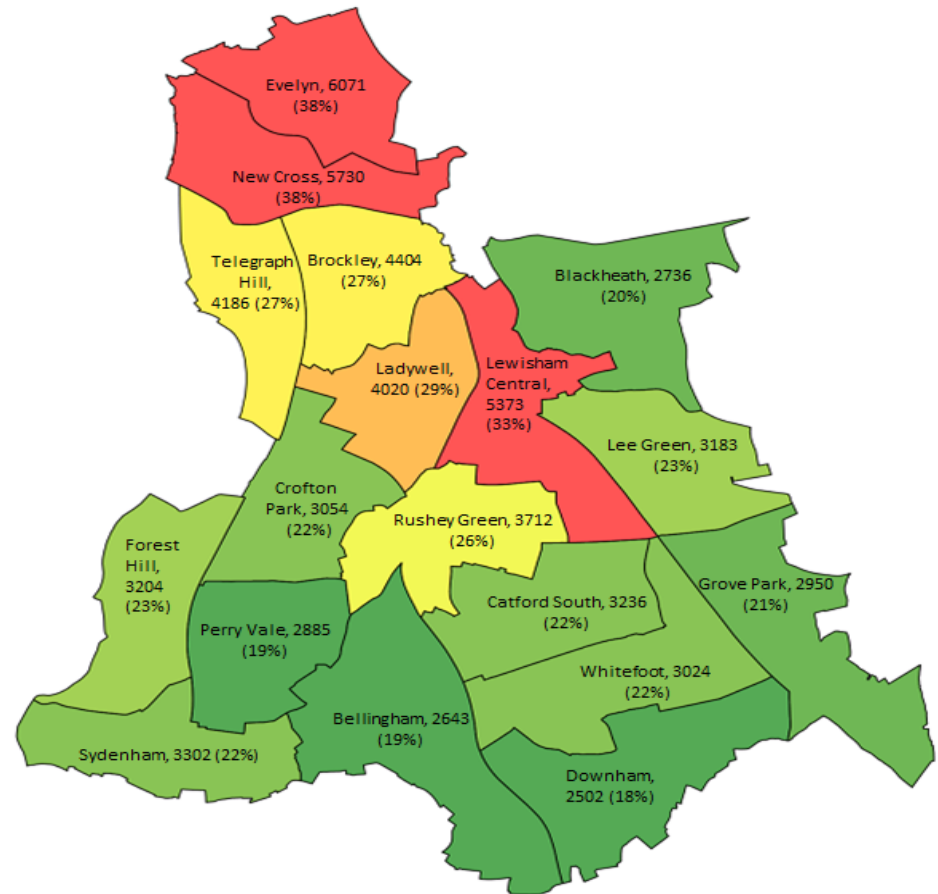 Evelyn, 6071
(38%)
New Cross, 5730
(38%)
Telegraph
Hill,
4186 (27%)
Brockley, 4404
(27%)
Blackheath, 2736
(20%)
Ladywell,
4020 (29%)
Lewisham
Central,
5373
(33%)
Lee Green, 3183
(23%)
Crofton
Park, 3054
(22%)
Rushey Green, 3712
(26%)
Forest
Hill,
3204
(23%)
Catford South, 3236
(22%)
Grove Park, 2950
(21%)
Perry Vale, 2885
(19%)
Whitefoot, 3024
(22%)
Bellingham, 2643
(19%)
Sydenham, 3302 (22%)
Downham,
2502 (18%)